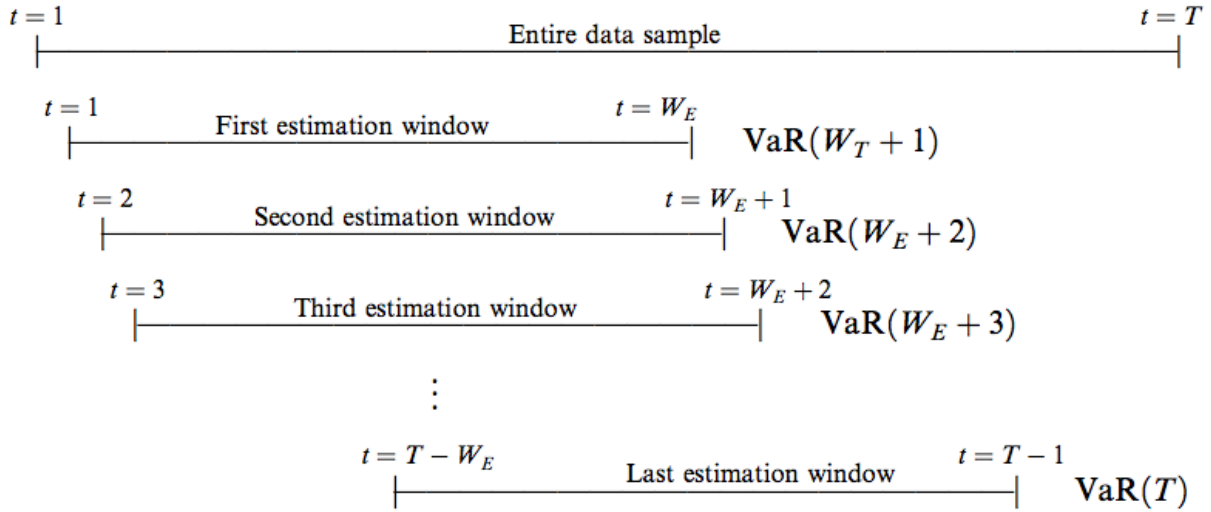 t = 1 t = T
Entire data sample
t = 1 t = W_E
First estimation window VaR(W_T + 1)
t = 2 t = W_E + 1
Second estimation window VaR(W_E + 2)
t = 3 t = W_E + 2
Third estimation window VaR(W_E + 3)
⋮
t = T − W_E t = T − 1
Last estimation window VaR(T)